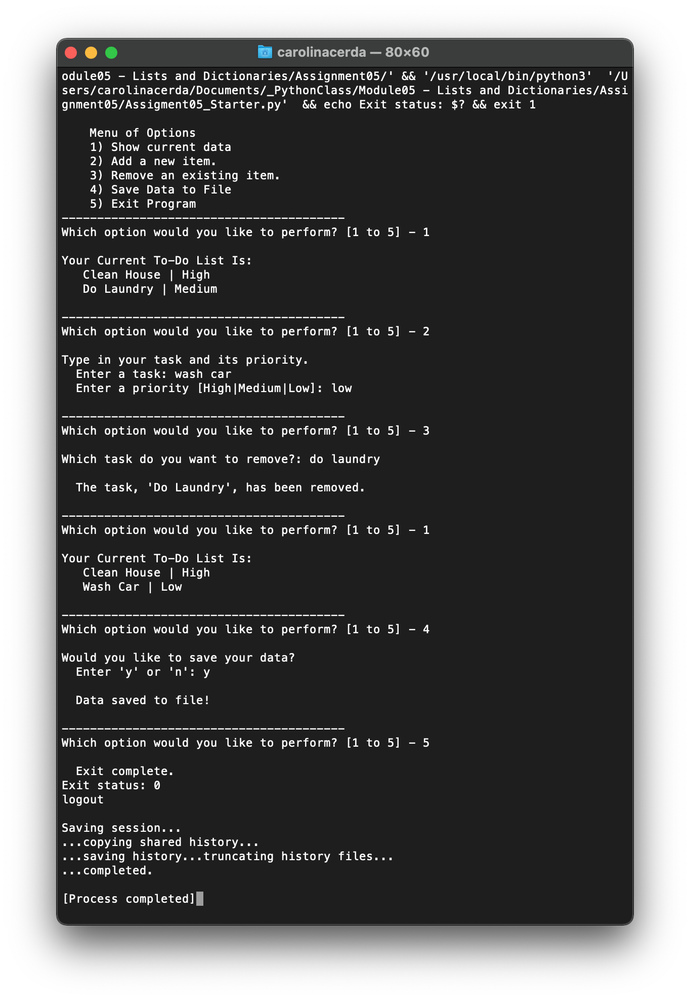 carolinacerda — 80×60
odule05 - Lists and Dictionaries/Assignment05/' && '/usr/local/bin/python3'  '/U
sers/carolinacerda/Documents/_PythonClass/Module05 - Lists and Dictionaries/Assi
gnment05/Assigment05_Starter.py'  && echo Exit status: $? && exit 1
    Menu of Options
    1) Show current data
    2) Add a new item.
    3) Remove an existing item.
    4) Save Data to File
    5) Exit Program
----------------------------------------
Which option would you like to perform? [1 to 5] - 1
Your Current To-Do List Is:
   Clean House | High
   Do Laundry | Medium
----------------------------------------
Which option would you like to perform? [1 to 5] - 2
Type in your task and its priority.
  Enter a task: wash car
  Enter a priority [High|Medium|Low]: low
----------------------------------------
Which option would you like to perform? [1 to 5] - 3
Which task do you want to remove?: do laundry
  The task, 'Do Laundry', has been removed.
----------------------------------------
Which option would you like to perform? [1 to 5] - 1
Your Current To-Do List Is:
   Clean House | High
   Wash Car | Low
----------------------------------------
Which option would you like to perform? [1 to 5] - 4
Would you like to save your data?
  Enter 'y' or 'n': y
  Data saved to file!
----------------------------------------
Which option would you like to perform? [1 to 5] - 5
  Exit complete.
Exit status: 0
logout
Saving session...
...copying shared history...
...saving history...truncating history files...
...completed.
[Process completed]